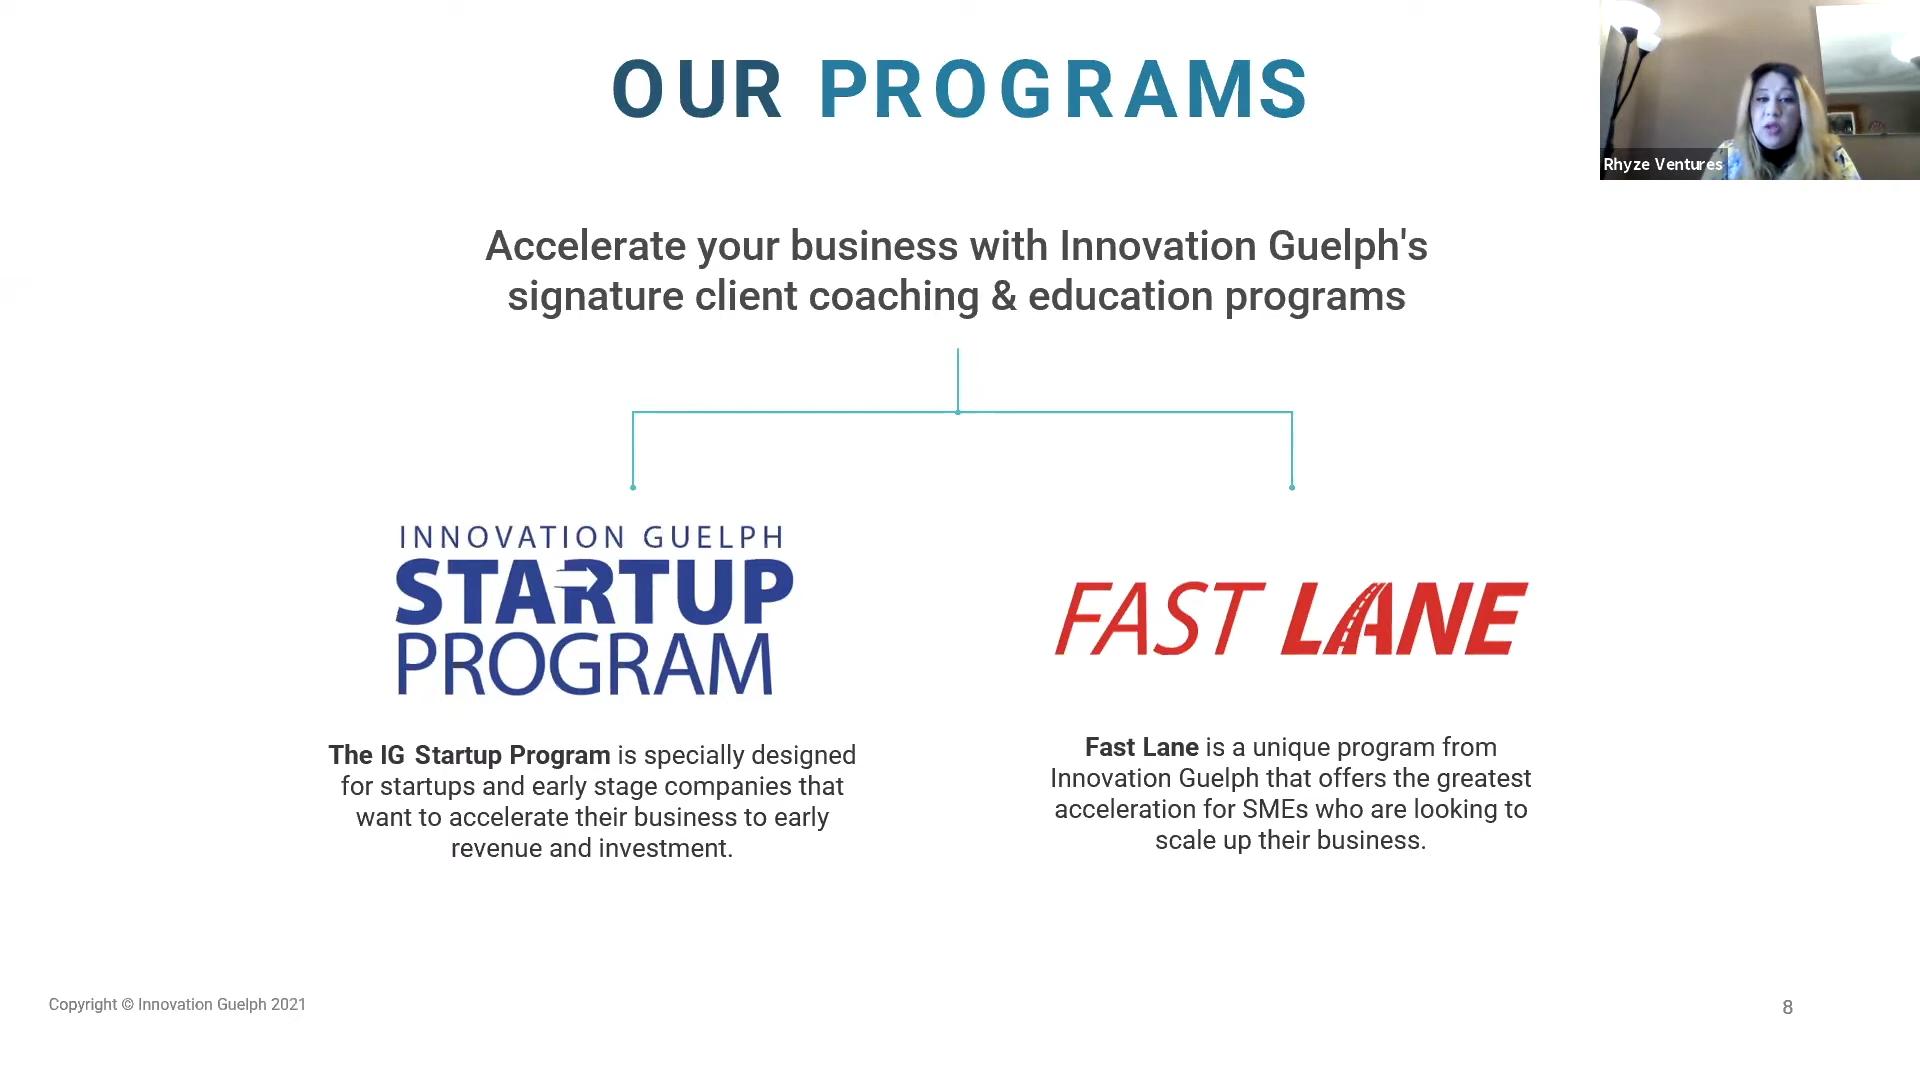 OUR PROGRAMS
Rhyze Ventures
Accelerate your business with Innovation Guelph's
signature client coaching & education programs
INNOVATION GUELPH
STARTUP
PROGRAM
The IG Startup Program is specially designed
for startups and early stage companies that
want to accelerate their business to early
revenue and investment.
FAST LANE
Fast Lane is a unique program from
Innovation Guelph that offers the greatest
acceleration for SMEs who are looking to
scale up their business.
Copyright © Innovation Guelph 2021
8